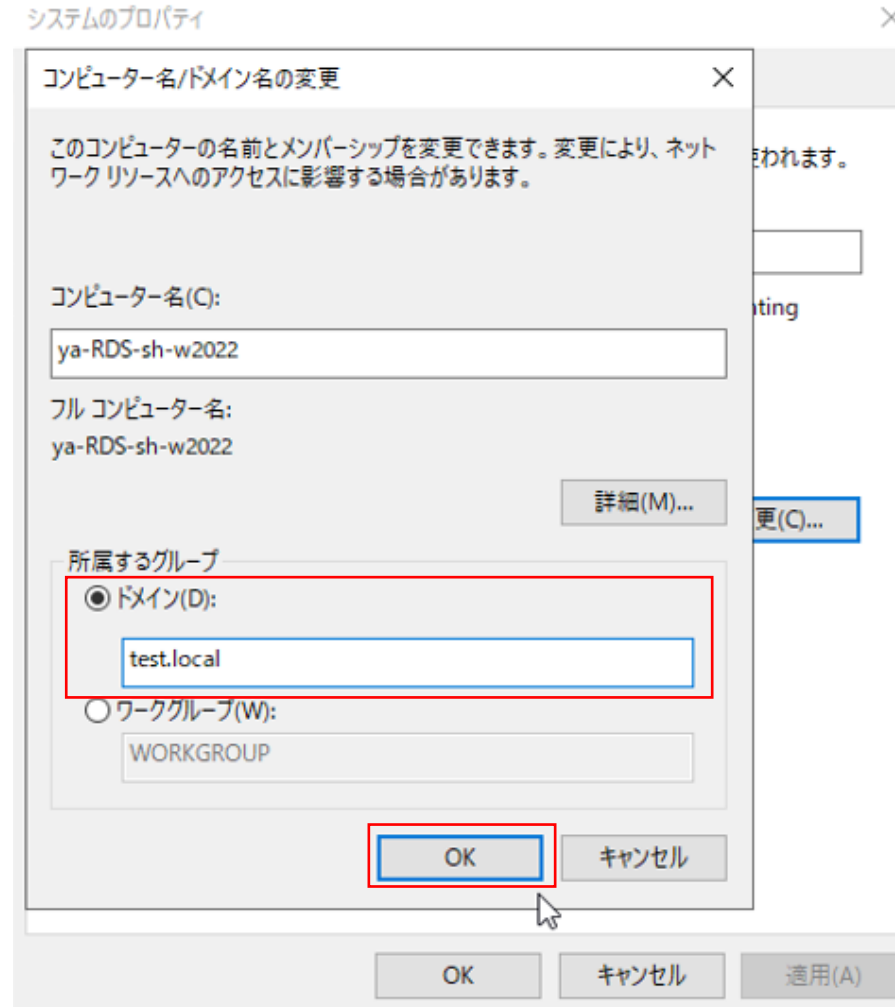 システムのプロパティ
コンピューター名/ドメイン名の変更
このコンピューターの名前とメンバーシップを変更できます。変更により、ネット
ワーク リソースへのアクセスに影響する場合があります。
われます。
コンピューター名(C):
ting
ya-RDS-sh-w2022
フル コンピューター名:
ya-RDS-sh-w2022
詳細(M)...
更(C)...
所属するグループ
ドメイン(D):
test.local
ワークグループ(W):
WORKGROUP
OK
キャンセル
OK
キャンセル
適用(A)